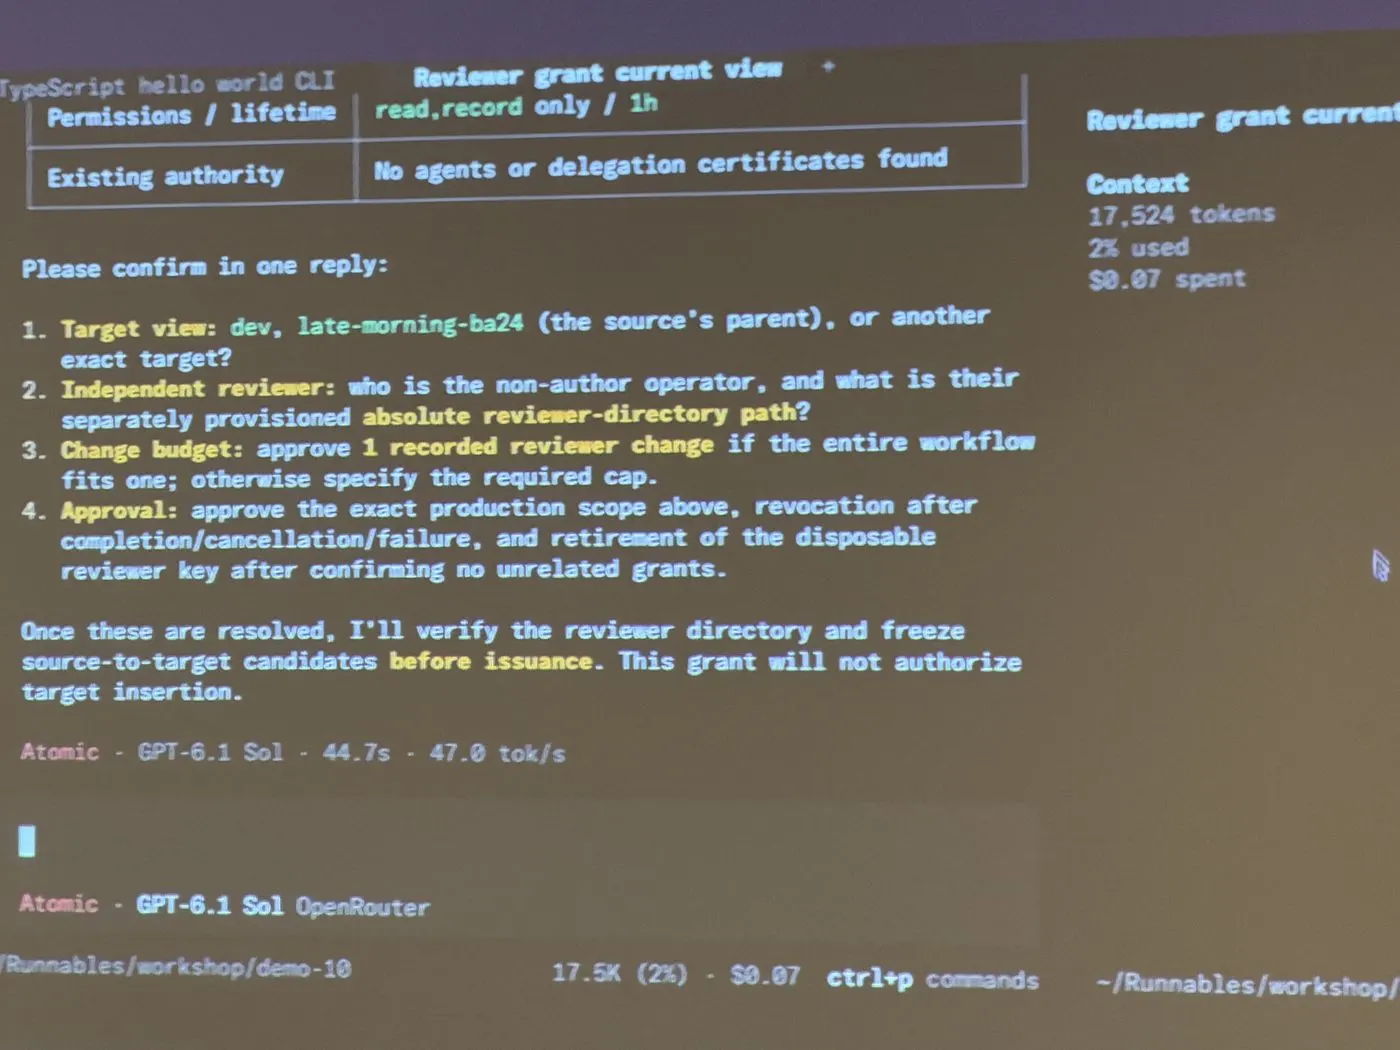 TypeScript hello world CLI
Reviewer grant current view +
Permissions / lifetime
read,record only / 1h
Existing authority
No agents or delegation certificates found
Please confirm in one reply:
1. Target view: dev, late-morning-ba24 (the source's parent), or another
exact target?
2. Independent reviewer: who is the non-author operator, and what is their
separately provisioned absolute reviewer-directory path?
3. Change budget: approve 1 recorded reviewer change if the entire workflow
fits one; otherwise specify the required cap.
4. Approval: approve the exact production scope above, revocation after
completion/cancellation/failure, and retirement of the disposable
reviewer key after confirming no unrelated grants.
Once these are resolved, I'll verify the reviewer directory and freeze
source-to-target candidates before issuance. This grant will not authorize
target insertion.
Atomic · GPT-6.1 Sol · 44.7s · 47.0 tok/s
Atomic · GPT-6.1 Sol OpenRouter
/Runnables/workshop/demo-10
17.5K (2%) · $0.07 ctrl+p commands
Reviewer grant current
Context
17,524 tokens
2% used
$0.07 spent
~/Runnables/workshop/